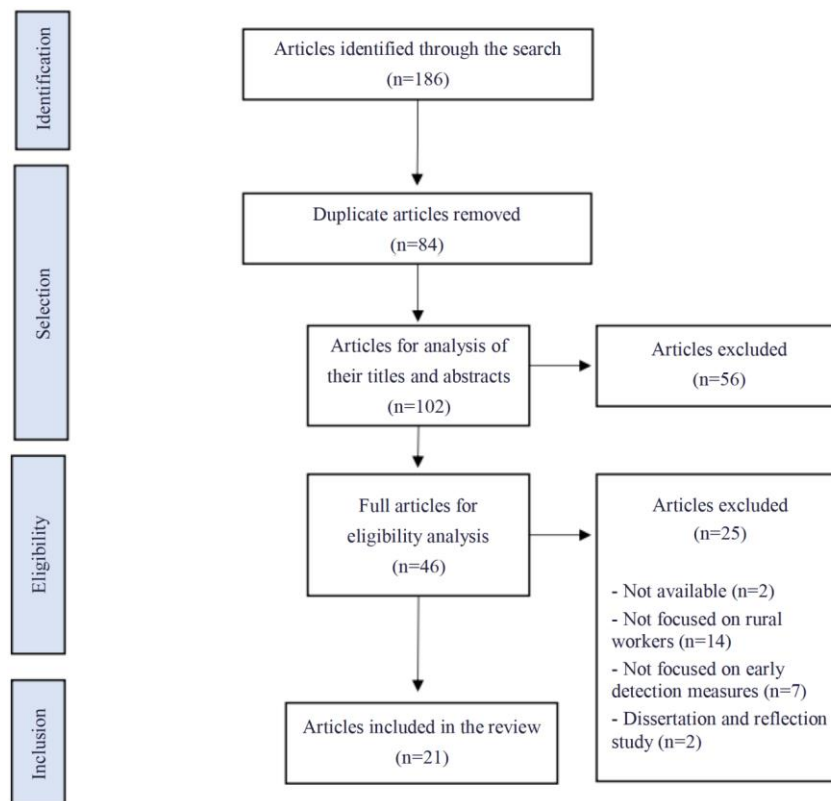 Identification
Articles identified through the search
(n=186)
Selection
Duplicate articles removed
(n=84)
Articles for analysis of
their titles and abstracts
(n=102)
Articles excluded
(n=56)
Eligibility
Full articles for
eligibility analysis
(n=46)
Articles excluded
(n=25)
- Not available (n=2)
- Not focused on rural
workers (n=14)
- Not focused on early
detection measures (n=7)
- Dissertation and reflection
study (n=2)
Inclusion
Articles included in the review
(n=21)